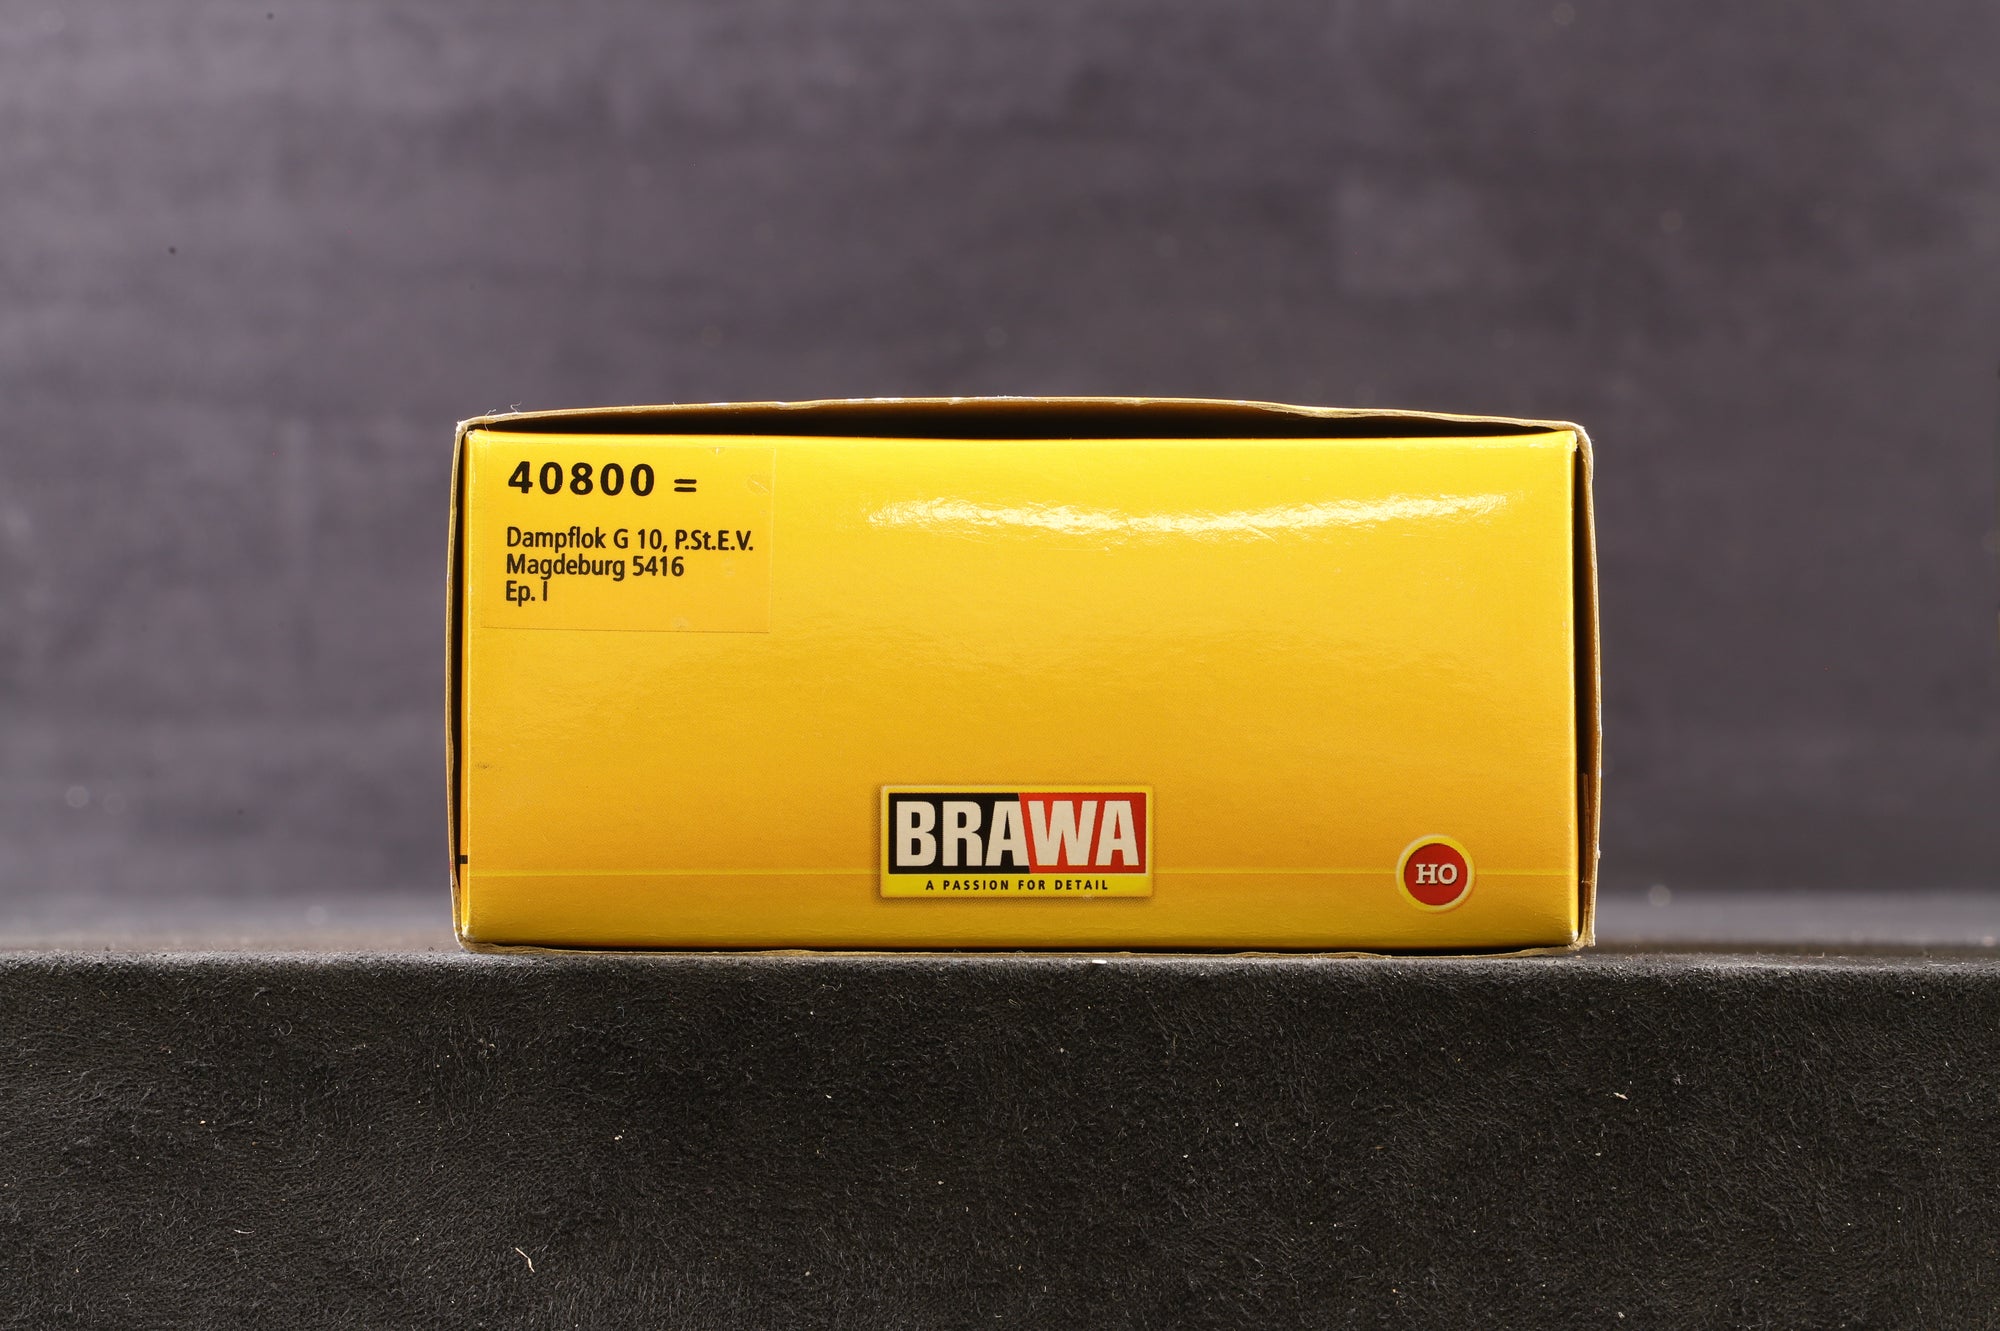 40800 =
Dampflok G 10, P.St.E.V.
Magdeburg 5416
Ep. I
BRAWA
A PASSION FOR DETAIL
HO